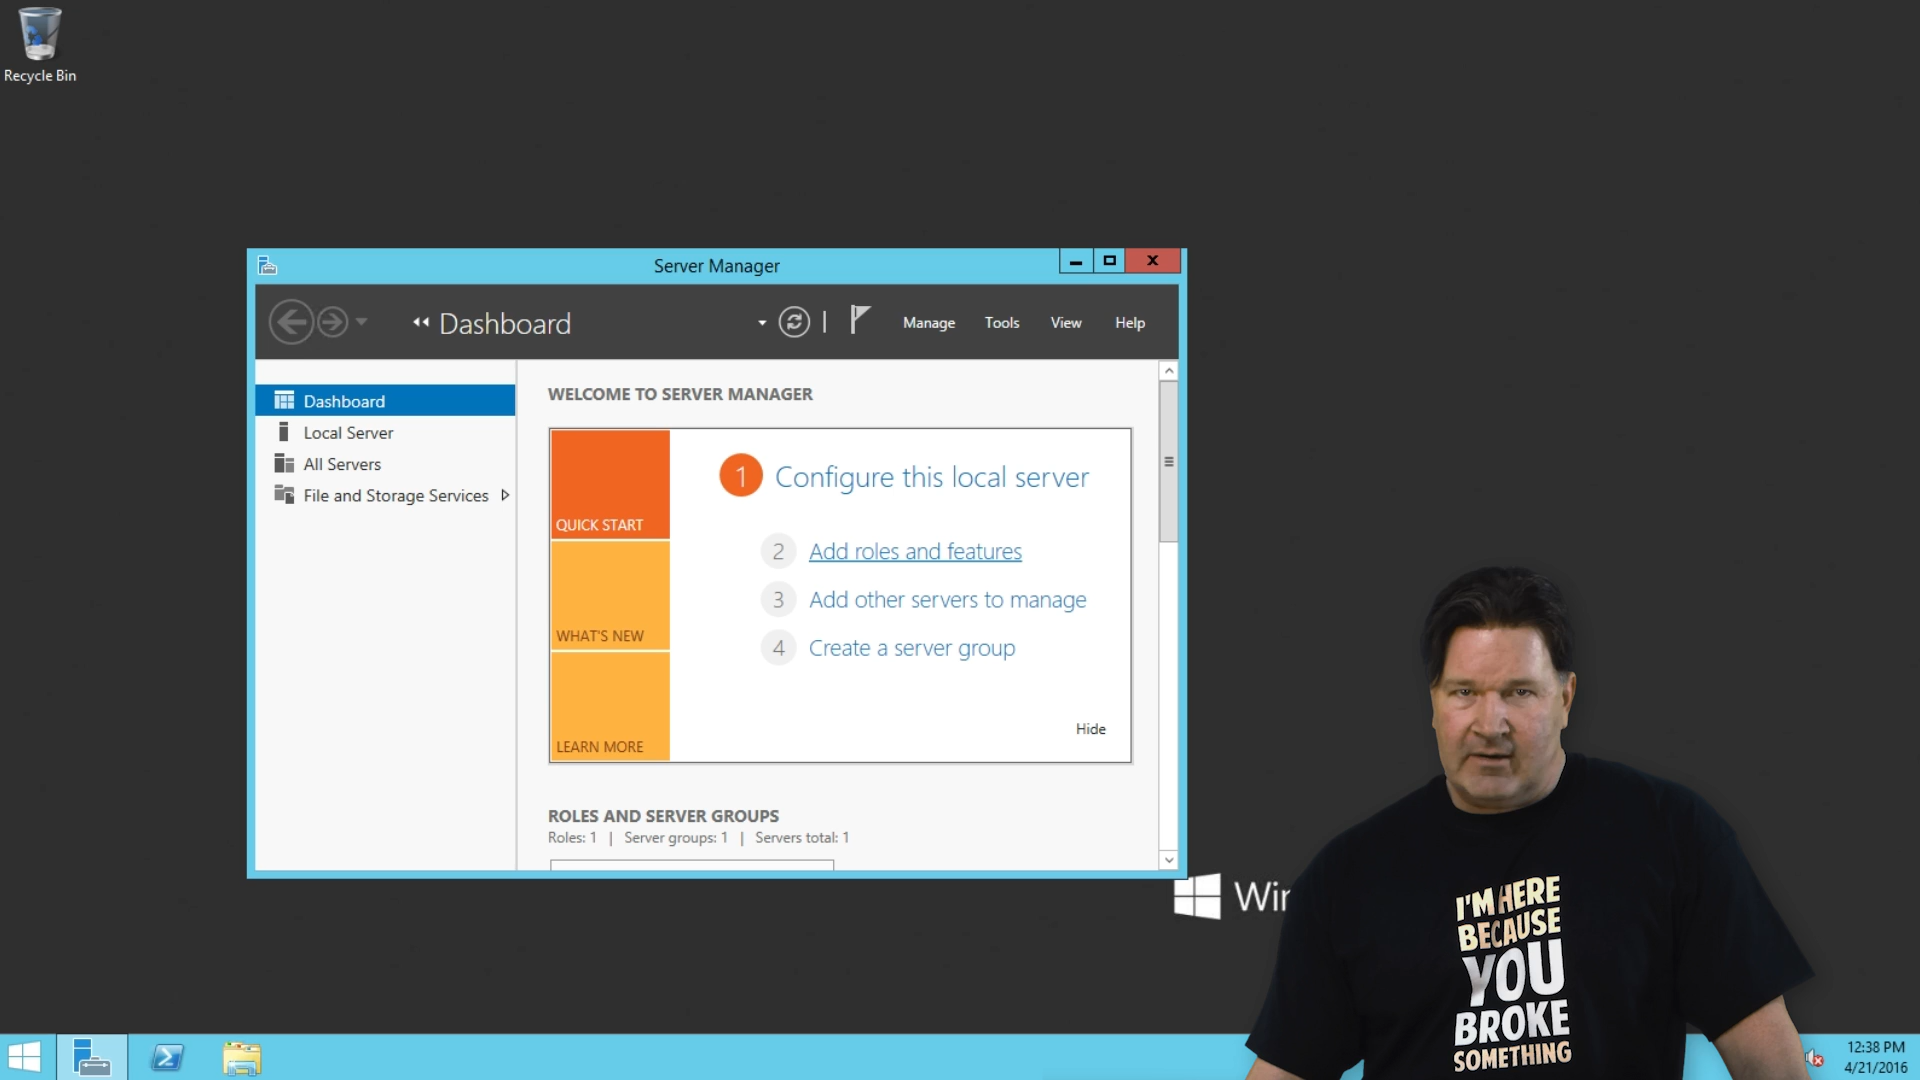 Recycle Bin
Server Manager
Dashboard
Manage
Tools
View
Help
Dashboard
Local Server
All Servers
File and Storage Services
WELCOME TO SERVER MANAGER
QUICK START
WHAT'S NEW
LEARN MORE
1 Configure this local server
2 Add roles and features
3 Add other servers to manage
4 Create a server group
Hide
ROLES AND SERVER GROUPS
Roles: 1 | Server groups: 1 | Servers total: 1
I'M HERE
BECAUSE
YOU
BROKE
SOMETHING
12:38 PM
4/21/2016